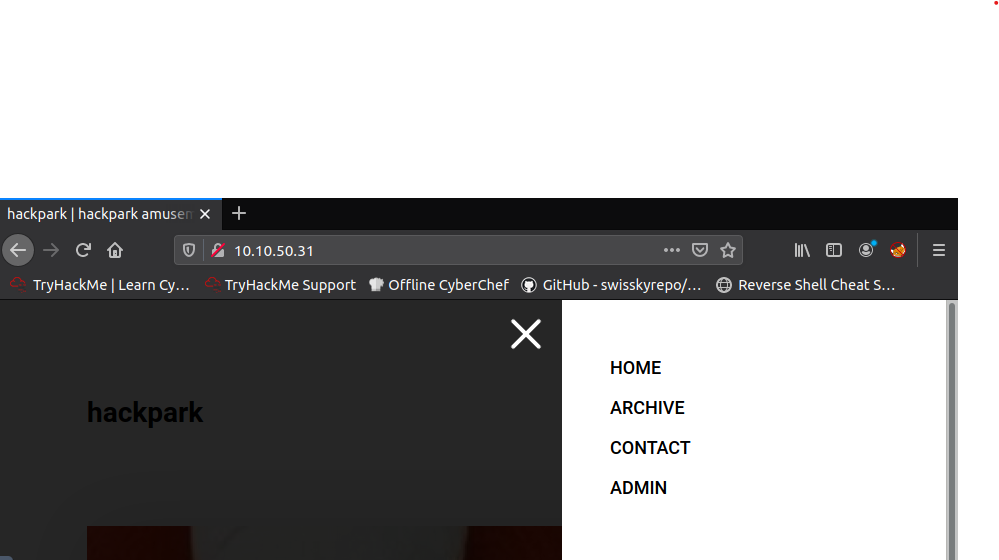 hackpark | hackpark amusem
10.10.50.31
TryHackMe | Learn Cy... TryHackMe Support Offline CyberChef GitHub - swisskyrepo/... Reverse Shell Cheat S...
HOME
ARCHIVE
hackpark
CONTACT
ADMIN